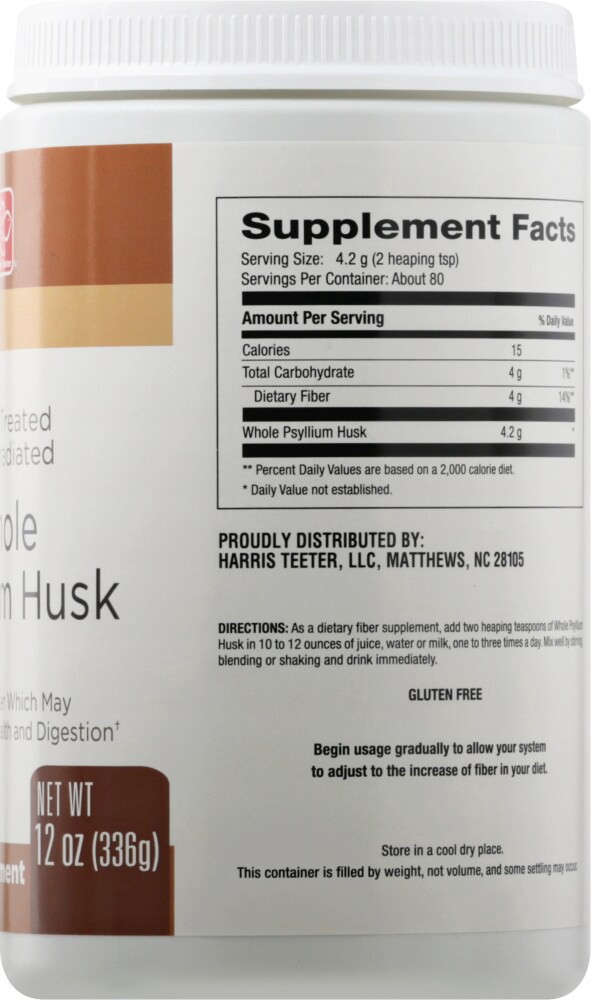 Treated
Husk
Which May
and Digestion†
NET WT
12 oz (336g)
Supplement Facts
Serving Size: 4.2 g (2 heaping tsp)
Servings Per Container: About 80
Amount Per Serving % Daily Value
Calories 15
Total Carbohydrate 4 g 1%**
Dietary Fiber 4 g 14%**
Whole Psyllium Husk 4.2 g *
** Percent Daily Values are based on a 2,000 calorie diet.
* Daily Value not established.
PROUDLY DISTRIBUTED BY:
HARRIS TEETER, LLC, MATTHEWS, NC 28105
DIRECTIONS: As a dietary fiber supplement, add two heaping teaspoons of Whole Psyllium
Husk in 10 to 12 ounces of juice, water or milk, one to three times a day. Mix well by stirring,
blending or shaking and drink immediately.
GLUTEN FREE
Begin usage gradually to allow your system
to adjust to the increase of fiber in your diet.
Store in a cool dry place.
This container is filled by weight, not volume, and some settling may occur.